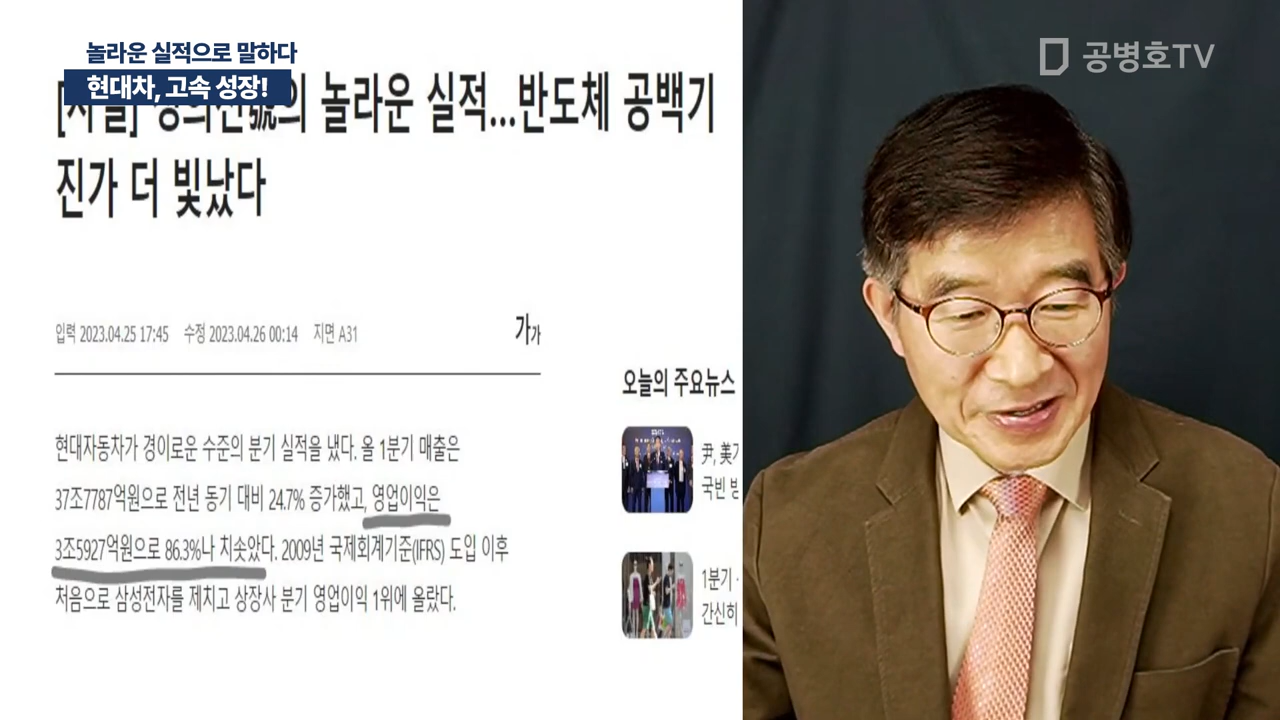 놀라운 실적으로 말하다
현대차, 고속 성장!
공병호TV
놀라운 실적...반도체 공백기
진가 더 빛났다
입력 2023.04.25 17:45 수정 2023.04.26 00:14 지면 A31
가가
오늘의 주요뉴스
현대자동차가 경이로운 수준의 분기 실적을 냈다. 올 1분기 매출은
37조7787억원으로 전년 동기 대비 24.7% 증가했고, 영업이익은
3조5927억원으로 86.3%나 치솟았다. 2009년 국제회계기준(IFRS) 도입 이후
처음으로 삼성전자를 제치고 상장사 분기 영업이익 1위에 올랐다.
尹, 美
국빈 방
1분기
간신히